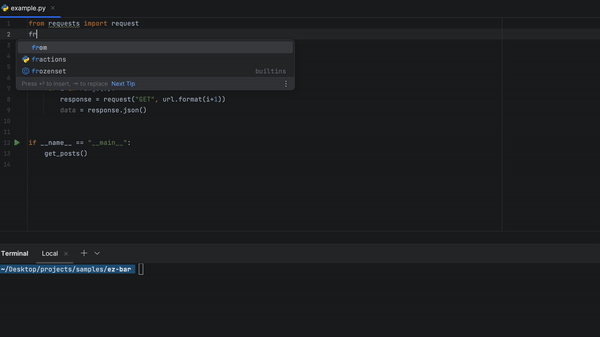 example.py
1 from requests import request
2 fr
3 from
4 fractions
5 frozenset builtins
Press ↵ to insert, ⇥ to replace Next Tip
8 response = request("GET", url.format(i+1))
9 data = response.json()
10
11
12 if __name__ == "__main__":
13 get_posts()
14
Terminal Local
~/Desktop/projects/samples/ez-bar